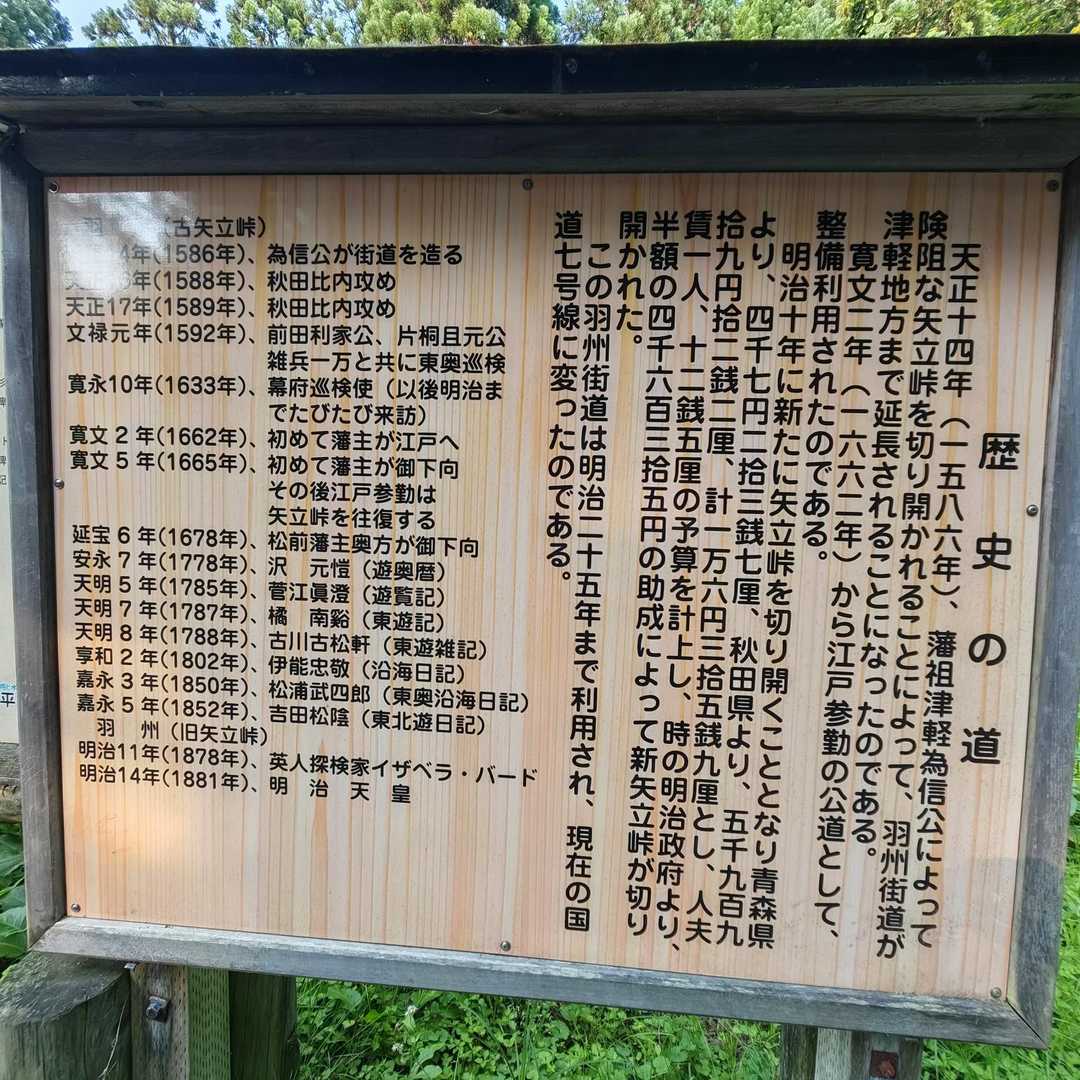 歴史の道
天正十四年（一五八六年）、藩祖津軽為信公によって
険阻な矢立峠を切り開かれることによって、羽州街道が
津軽地方まで延長されることになったのである。
寛文二年（一六六二年）から江戸参勤の公道として、
整備利用されたのである。
明治十年に新たに矢立峠を切り開くこととなり青森県
より、四千七円二拾三銭七厘、秋田県より、五千九百九
拾九円拾二銭二厘、計一万六円三拾五銭九厘とし、人夫
賃一人、十二銭五厘の予算を計上し、時の明治政府より、
半額の四千六百三拾五円の助成によって新矢立峠が切り
開かれた。
この羽州街道は明治二十五年まで利用され、現在の国
道七号線に変ったのである。
羽（古矢立峠）
4年(1586年)、為信公が街道を造る
天 6年(1588年)、秋田比内攻め
天正17年(1589年)、秋田比内攻め
文禄元年(1592年)、前田利家公、片桐且元公
雑兵一万と共に東奥巡検
寛永10年(1633年)、幕府巡検使（以後明治ま
でたびたび来訪）
寛文２年(1662年)、初めて藩主が江戸へ
寛文５年(1665年)、初めて藩主が御下向
その後江戸参勤は
矢立峠を往復する
延宝６年(1678年)、松前藩主奥方が御下向
安永７年(1778年)、沢　元愷（遊奥暦）
天明５年(1785年)、菅江眞澄（遊覧記）
天明７年(1787年)、橘　南谿（東遊記）
天明８年(1788年)、古川古松軒（東遊雑記）
享和２年(1802年)、伊能忠敬（沿海日記）
嘉永３年(1850年)、松浦武四郎（東奥沿海日記）
嘉永５年(1852年)、吉田松陰（東北遊日記）
羽　州（旧矢立峠）
明治11年(1878年)、英人探検家イザベラ・バード
明治14年(1881年)、明　治　天　皇